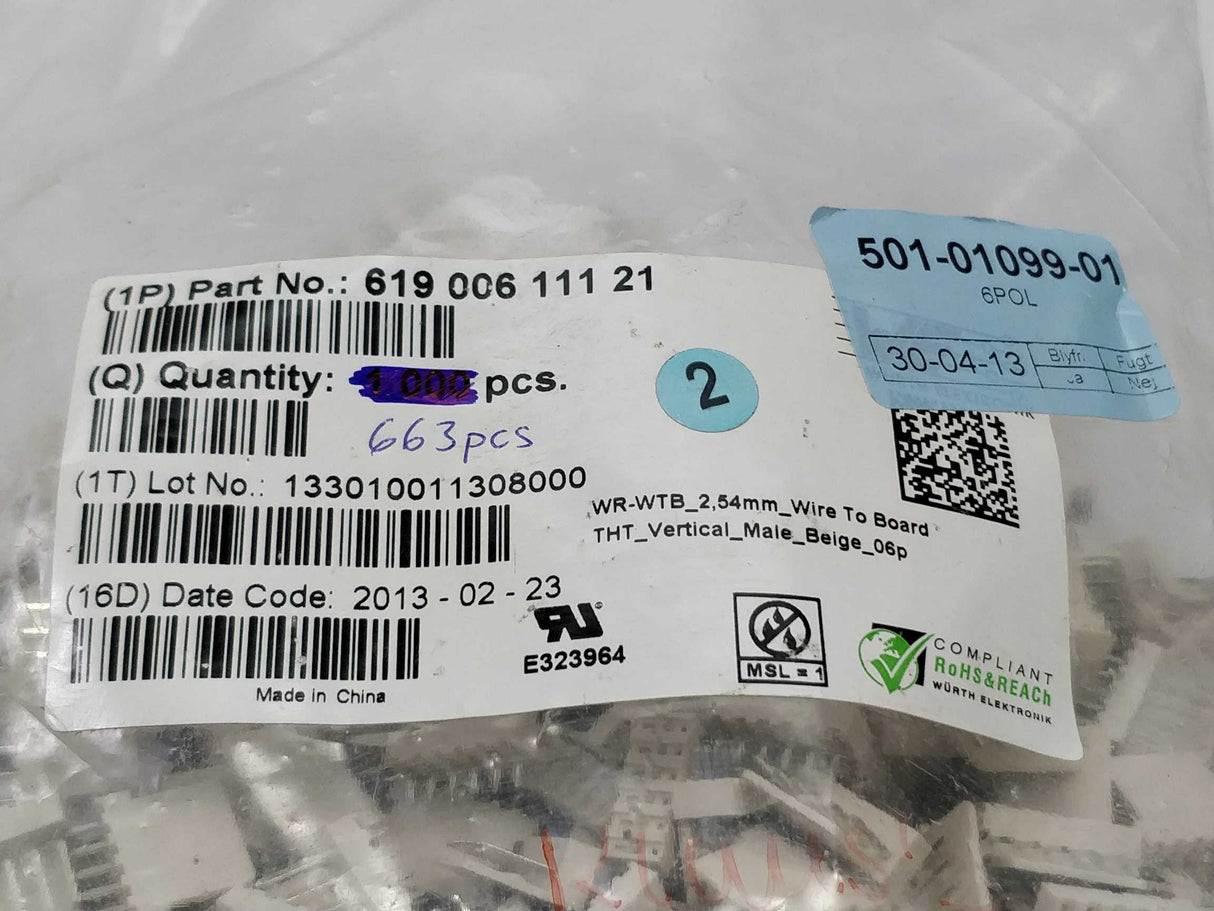 (1P) Part No.: 619 006 111 21
(Q) Quantity: 1 000 pcs.
663pcs
(1T) Lot No.: 133010011308000
(16D) Date Code: 2013 - 02 - 23
Made in China
E323964
2
WR-WTB_2,54mm_Wire To Board
THT_Vertical_Male_Beige_06p
MSL = 1
COMPLIANT
RoHS&REACh
WÜRTH ELEKTRONIK
501-01099-01
6POL
30-04-13 Blyfr. Fugt
Ja Nej